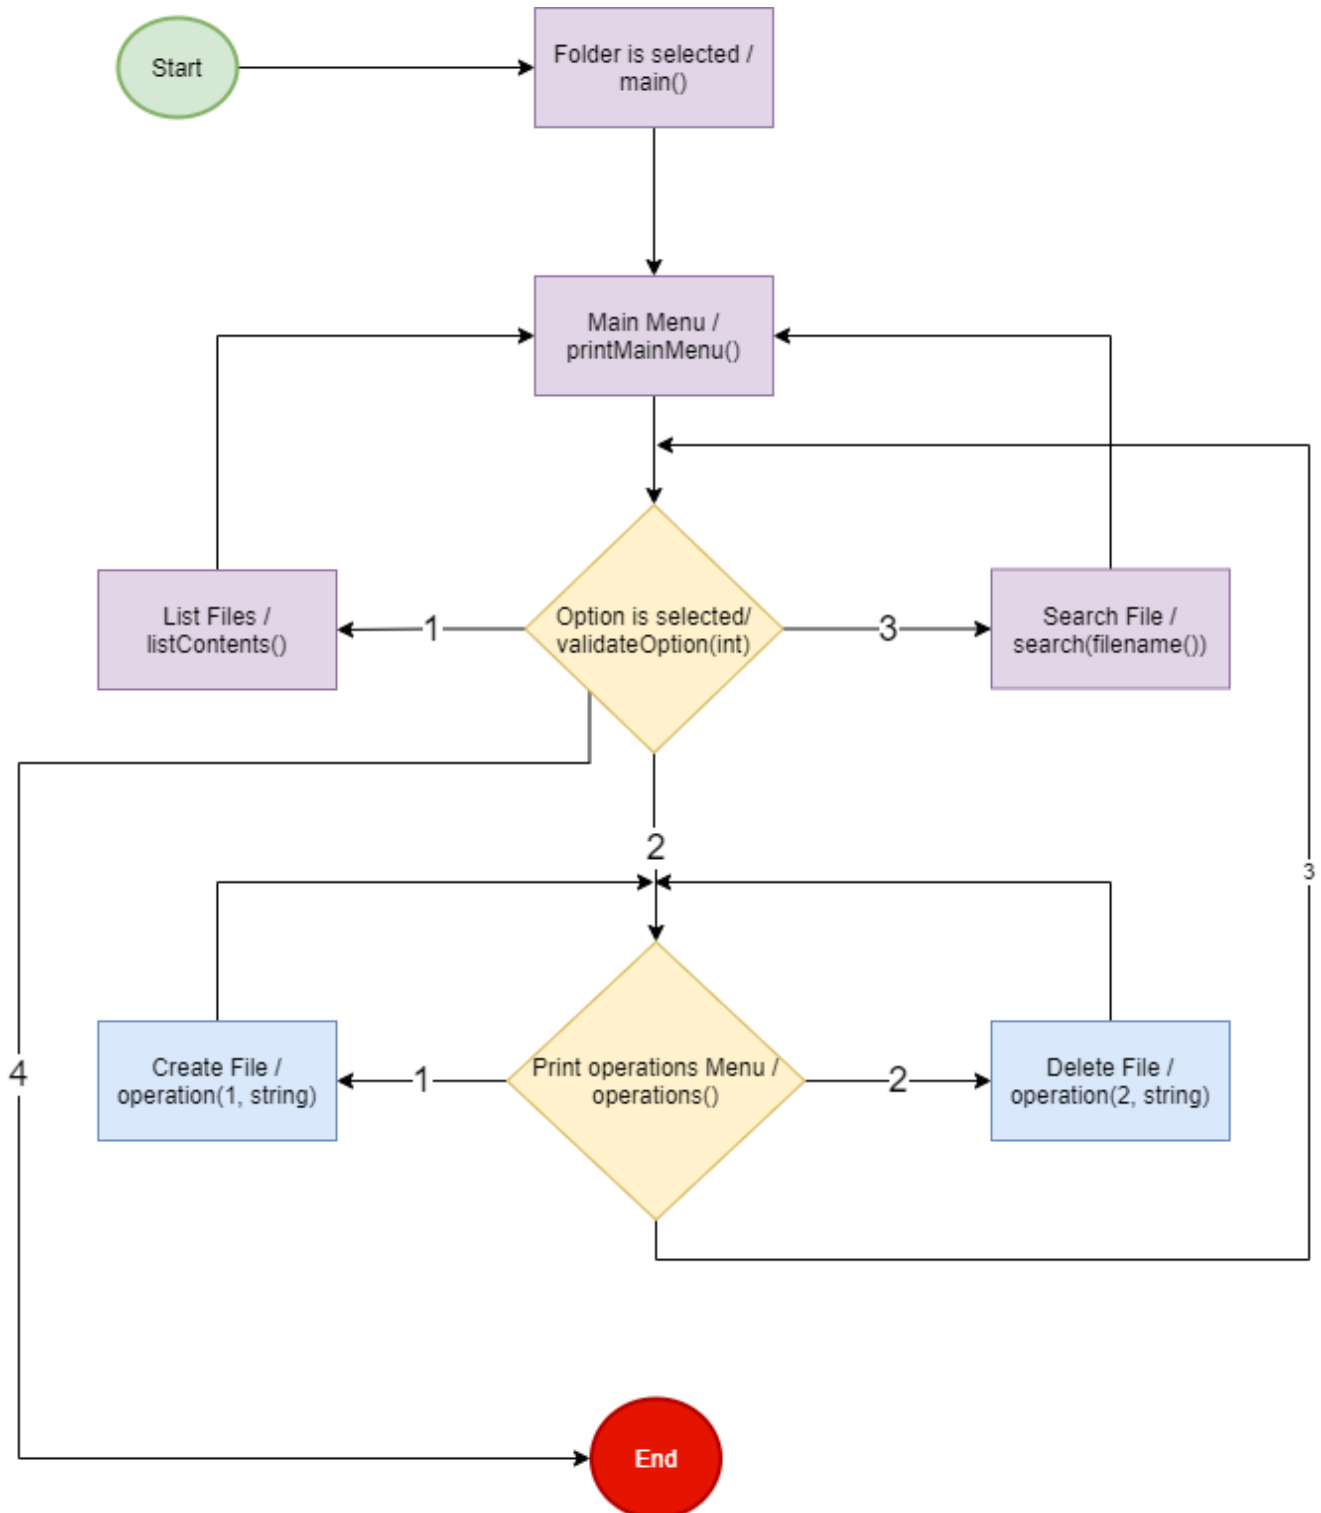 Start
Folder is selected /
main()
Main Menu /
printMainMenu()
List Files /
listContents()
1
Option is selected/
validateOption(int)
3
Search File /
search(filename())
2
3
Create File /
operation(1, string)
1
Print operations Menu /
operations()
2
Delete File /
operation(2, string)
4
End